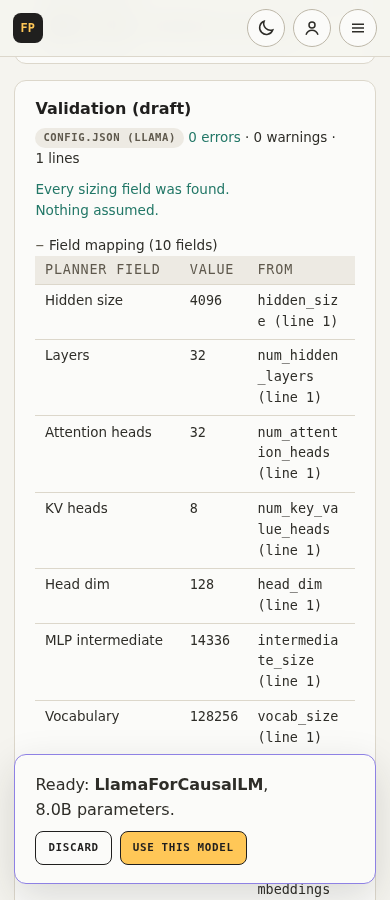 FP
Validation (draft)
CONFIG.JSON (LLAMA) 0 errors · 0 warnings ·
1 lines
Every sizing field was found.
Nothing assumed.
− Field mapping (10 fields)
PLANNER FIELD VALUE FROM
Hidden size 4096 hidden_siz
e (line 1)
Layers 32 num_hidden
_layers
(line 1)
Attention heads 32 num_attent
ion_heads
(line 1)
KV heads 8 num_key_va
lue_heads
(line 1)
Head dim 128 head_dim
(line 1)
MLP intermediate 14336 intermedia
te_size
(line 1)
Vocabulary 128256 vocab_size
(line 1)
Ready: LlamaForCausalLM,
8.0B parameters.
DISCARD USE THIS MODEL
mbeddings